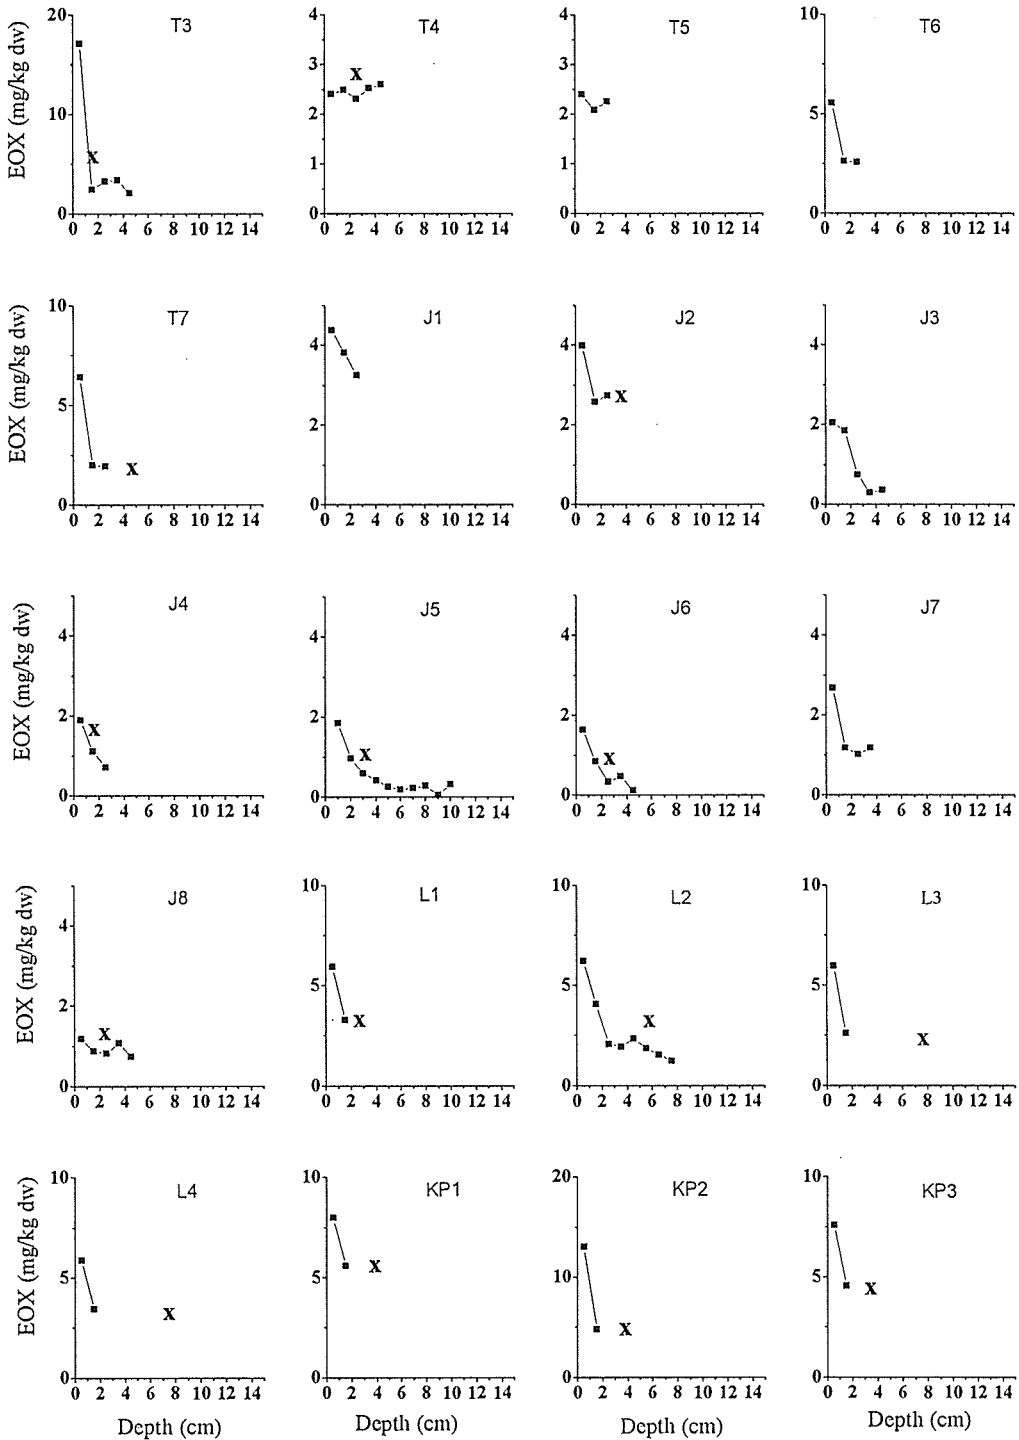 T3 T4 T5 T6
20 4 4 10
3 3
10 2 2 5
1 1
0 0 0 0
EOX (mg/kg dw)
X X
0 2 4 6 8 10 12 14 0 2 4 6 8 10 12 14 0 2 4 6 8 10 12 14 0 2 4 6 8 10 12 14
T7 J1 J2 J3
10 4 4 4
5 2 2 2
0 0 0 0
EOX (mg/kg dw)
X X
0 2 4 6 8 10 12 14 0 2 4 6 8 10 12 14 0 2 4 6 8 10 12 14 0 2 4 6 8 10 12 14
J4 J5 J6 J7
4 4 4 4
2 2 2 2
0 0 0 0
EOX (mg/kg dw)
X X X
0 2 4 6 8 10 12 14 0 2 4 6 8 10 12 14 0 2 4 6 8 10 12 14 0 2 4 6 8 10 12 14
J8 L1 L2 L3
4 10 10 10
2 5 5 5
0 0 0 0
EOX (mg/kg dw)
X X X X
0 2 4 6 8 10 12 14 0 2 4 6 8 10 12 14 0 2 4 6 8 10 12 14 0 2 4 6 8 10 12 14
L4 KP1 KP2 KP3
10 10 20 10
5 5 10 5
0 0 0 0
EOX (mg/kg dw)
X X X X
0 2 4 6 8 10 12 14 0 2 4 6 8 10 12 14 0 2 4 6 8 10 12 14 0 2 4 6 8 10 12 14
Depth (cm) Depth (cm) Depth (cm) Depth (cm)